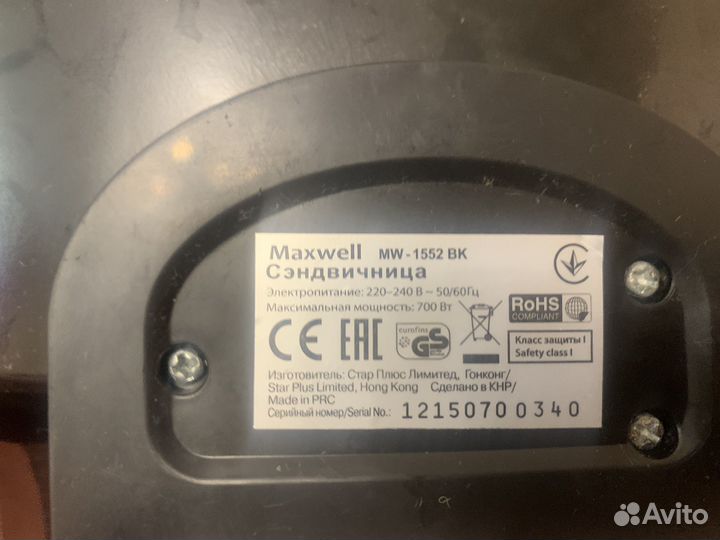 Maxwell MW-1552 BK
Сэндвичница
Электропитание: 220–240 В ~ 50/60Гц
Максимальная мощность: 700 Вт
CE EAC eurofins GS RoHS COMPLIANT
Класс защиты I
Safety class I
Изготовитель: Стар Плюс Лимитед, Гонконг/
Star Plus Limited, Hong Kong Сделано в КНР/
Made in PRC
Серийный номер/Serial No.: 12150700340
Avito